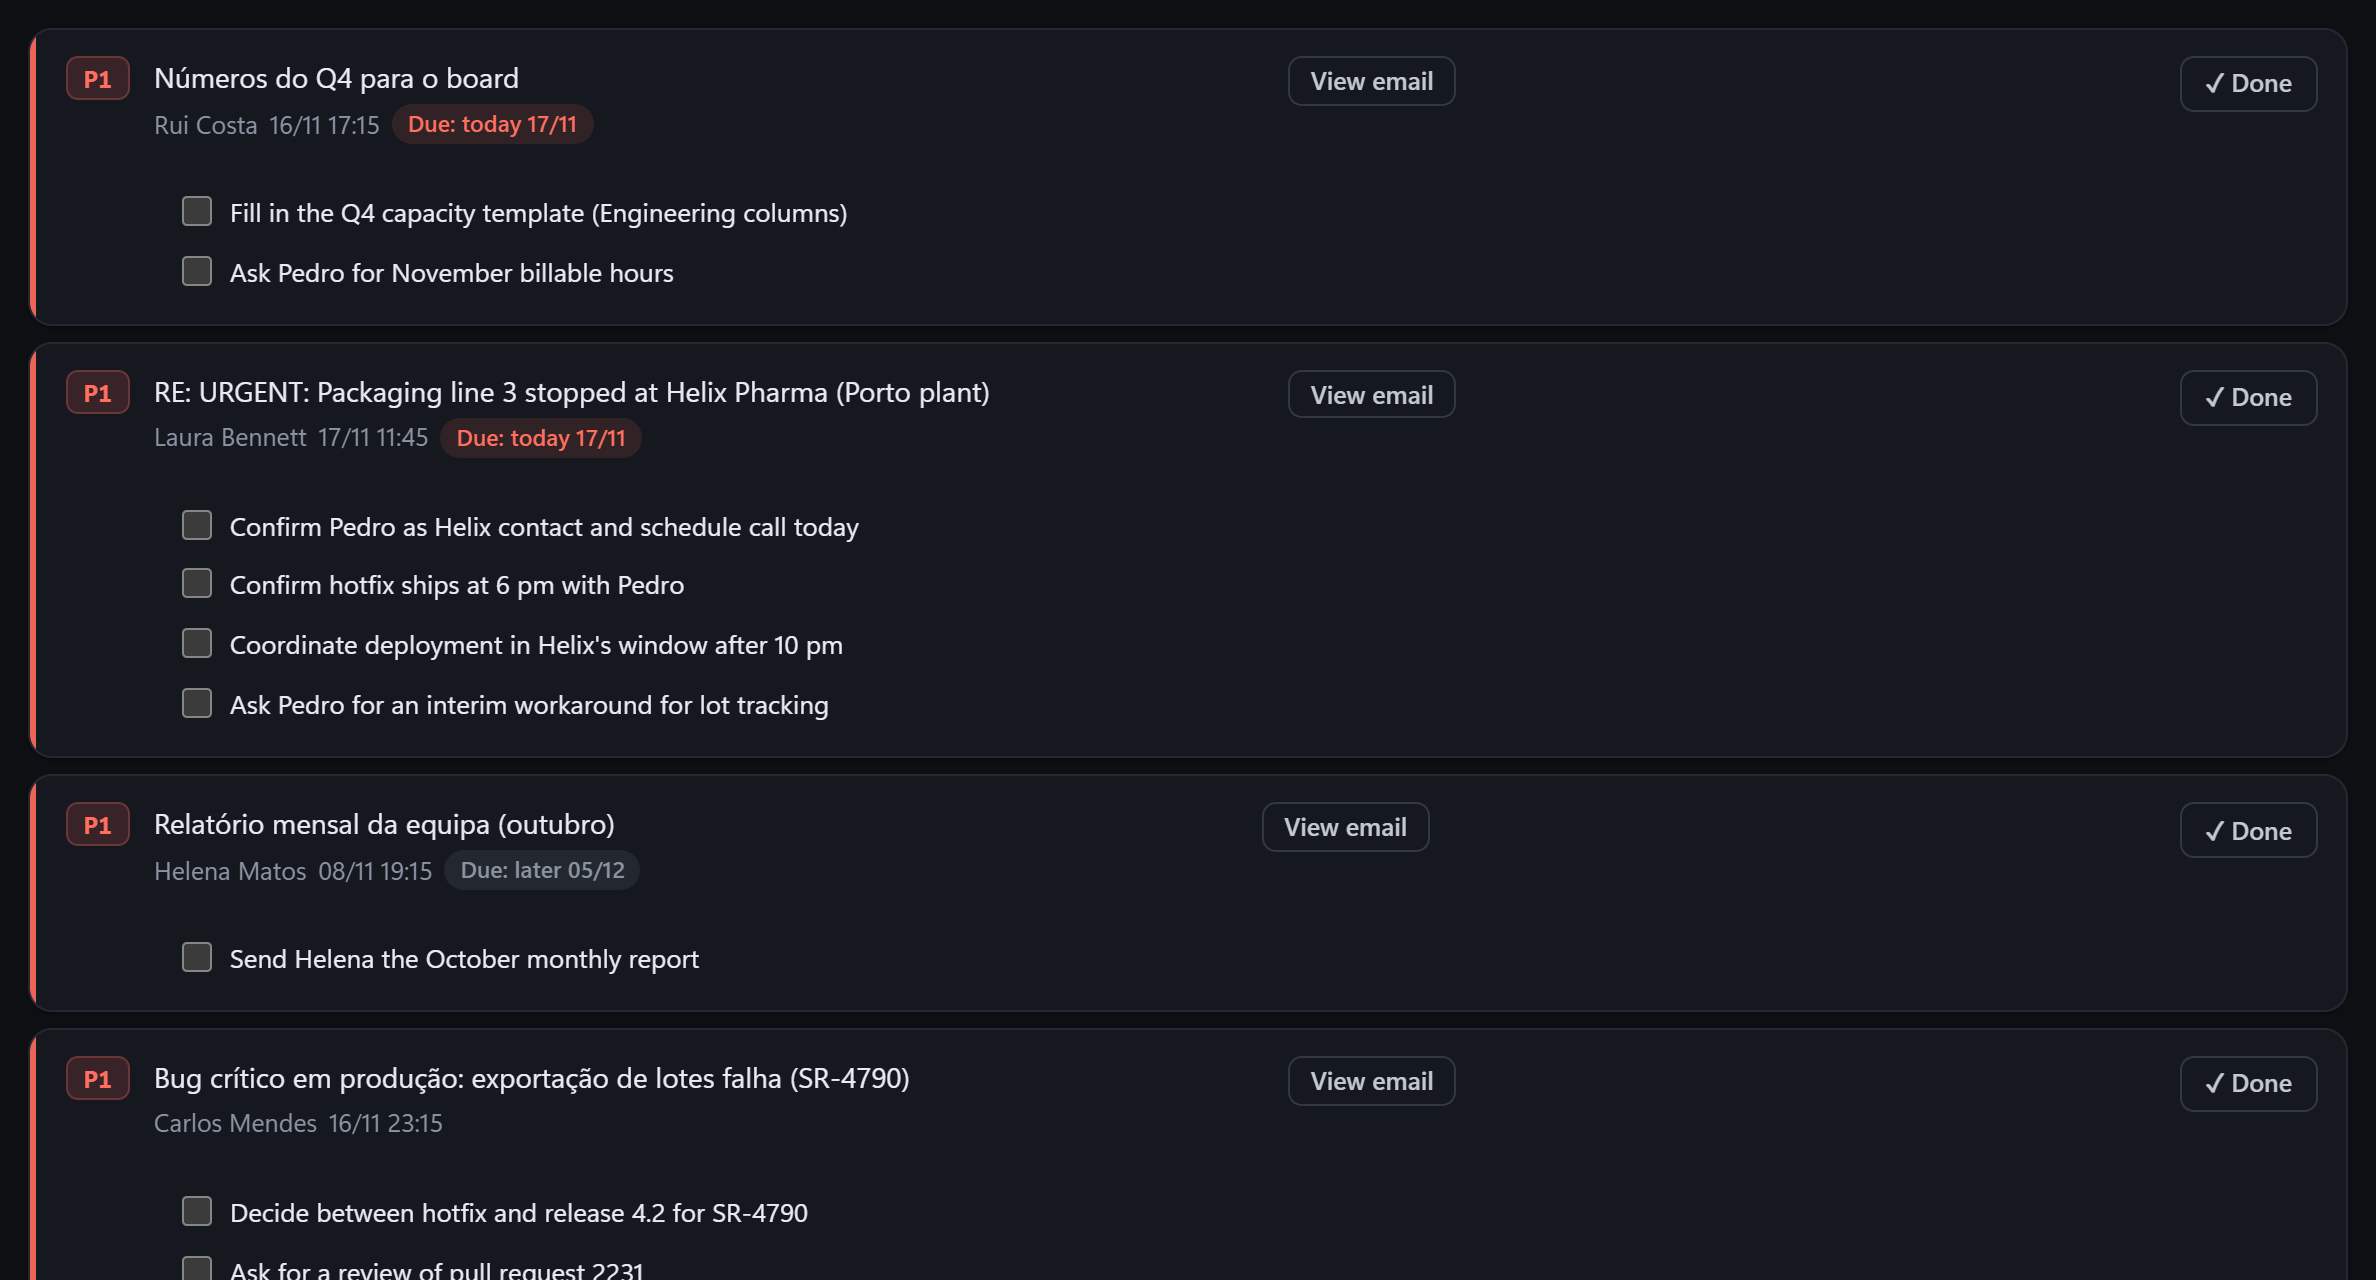 P1 Números do Q4 para o board View email ✓ Done
Rui Costa 16/11 17:15 Due: today 17/11
Fill in the Q4 capacity template (Engineering columns)
Ask Pedro for November billable hours
P1 RE: URGENT: Packaging line 3 stopped at Helix Pharma (Porto plant) View email ✓ Done
Laura Bennett 17/11 11:45 Due: today 17/11
Confirm Pedro as Helix contact and schedule call today
Confirm hotfix ships at 6 pm with Pedro
Coordinate deployment in Helix's window after 10 pm
Ask Pedro for an interim workaround for lot tracking
P1 Relatório mensal da equipa (outubro) View email ✓ Done
Helena Matos 08/11 19:15 Due: later 05/12
Send Helena the October monthly report
P1 Bug crítico em produção: exportação de lotes falha (SR-4790) View email ✓ Done
Carlos Mendes 16/11 23:15
Decide between hotfix and release 4.2 for SR-4790
Ask for a review of pull request 2231